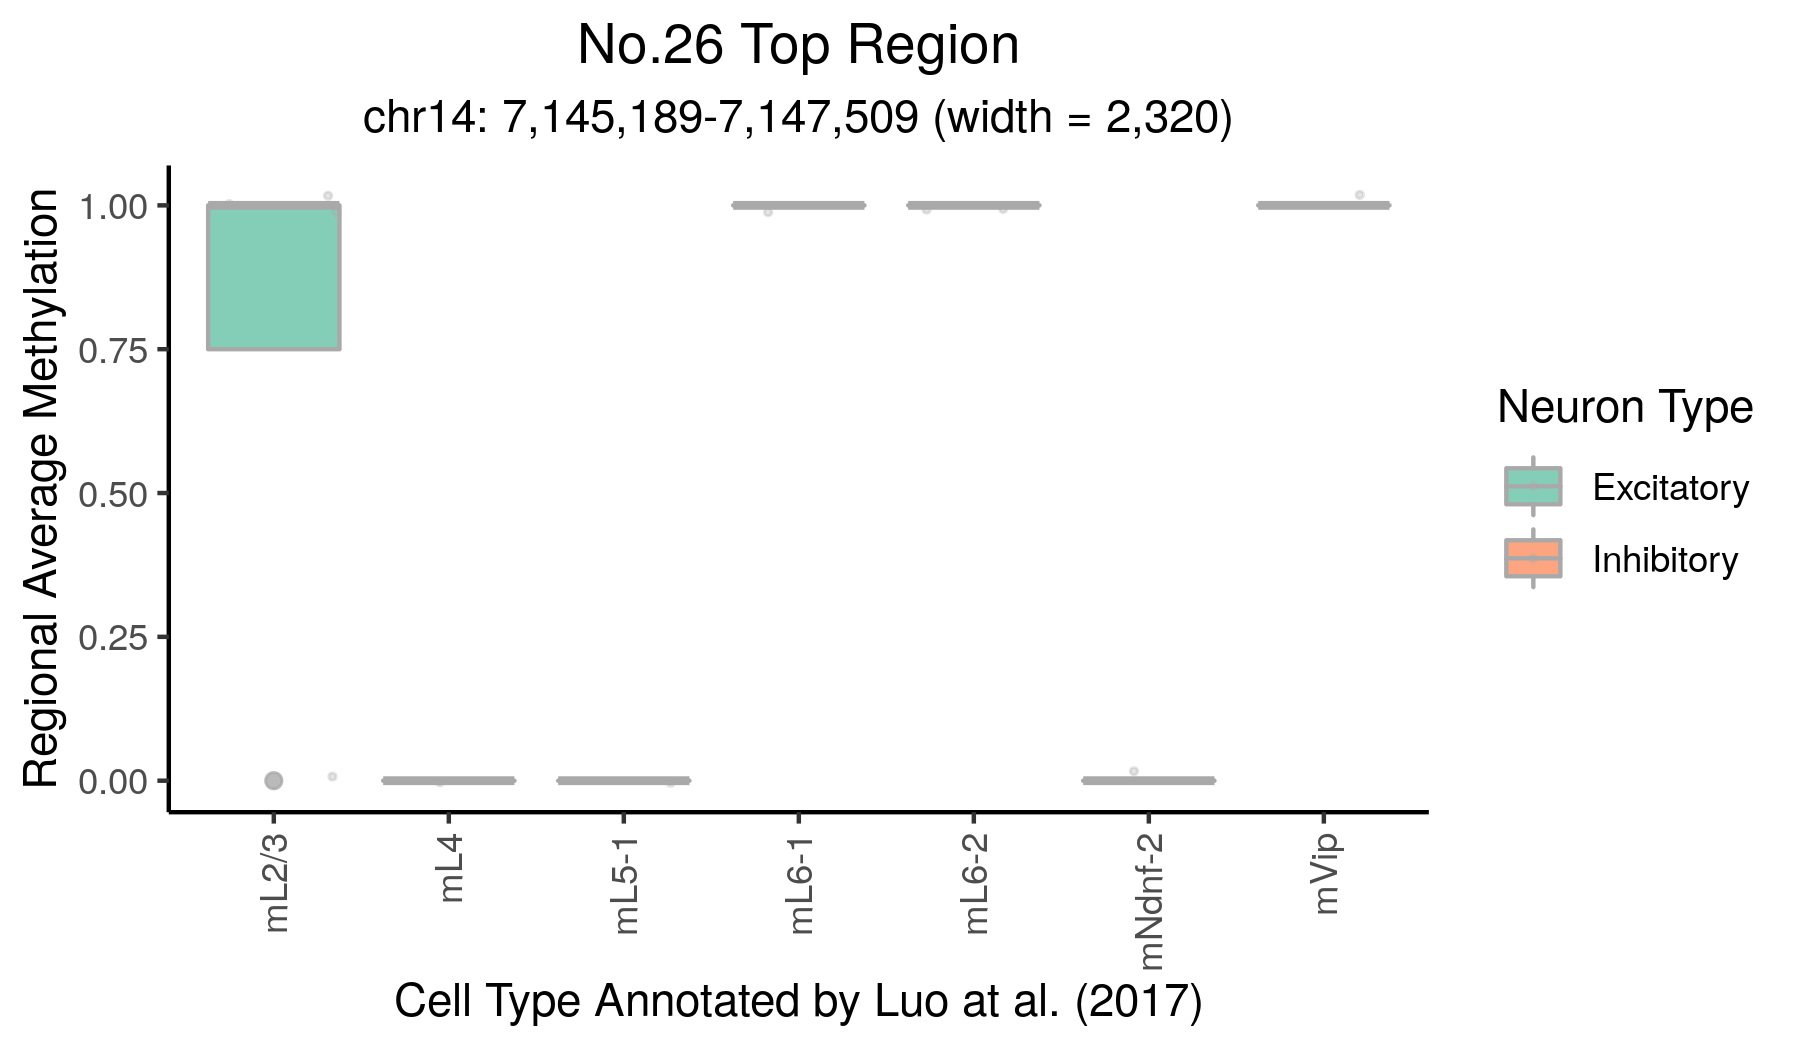 No.26 Top Region
chr14: 7,145,189-7,147,509 (width = 2,320)
Regional Average Methylation
1.00
0.75
0.50
0.25
0.00
mL2/3
mL4
mL5-1
mL6-1
mL6-2
mNdnf-2
mVip
Cell Type Annotated by Luo at al. (2017)
Neuron Type
Excitatory
Inhibitory